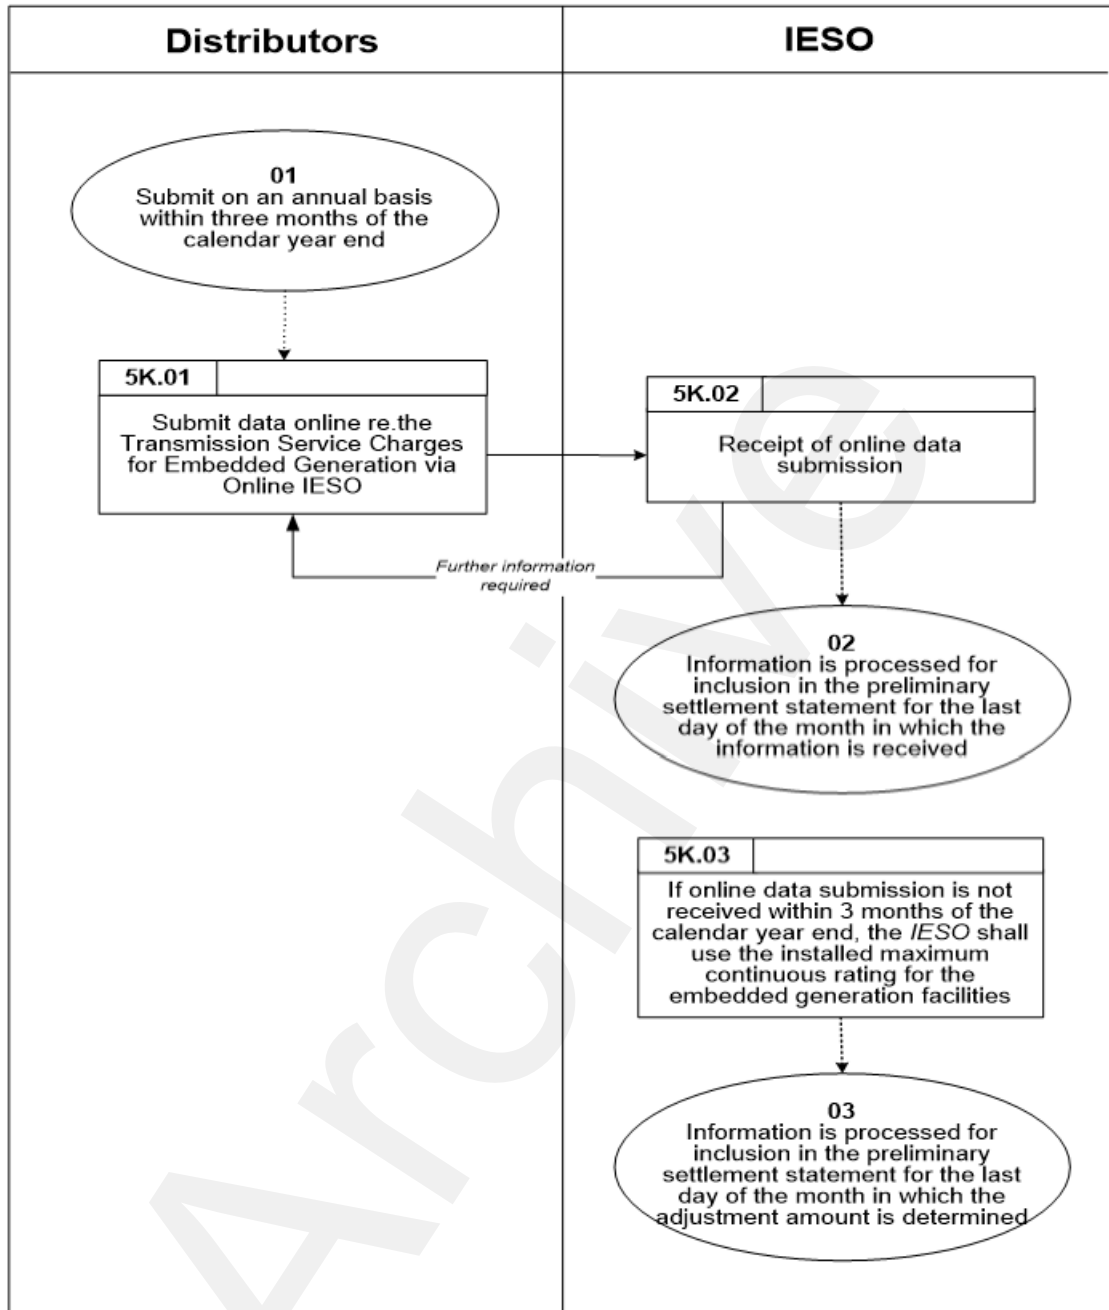 Distributors
IESO
01
Submit on an annual basis
within three months of the
calendar year end
5K.01
Submit data online re.the
Transmission Service Charges
for Embedded Generation via
Online IESO
5K.02
Receipt of online data
submission
Further information
required
02
Information is processed for
inclusion in the preliminary
settlement statement for the last
day of the month in which the
information is received
5K.03
If online data submission is not
received within 3 months of the
calendar year end, the IESO shall
use the installed maximum
continuous rating for the
embedded generation facilities
03
Information is processed for
inclusion in the preliminary
settlement statement for the last
day of the month in which the
adjustment amount is determined
Archive